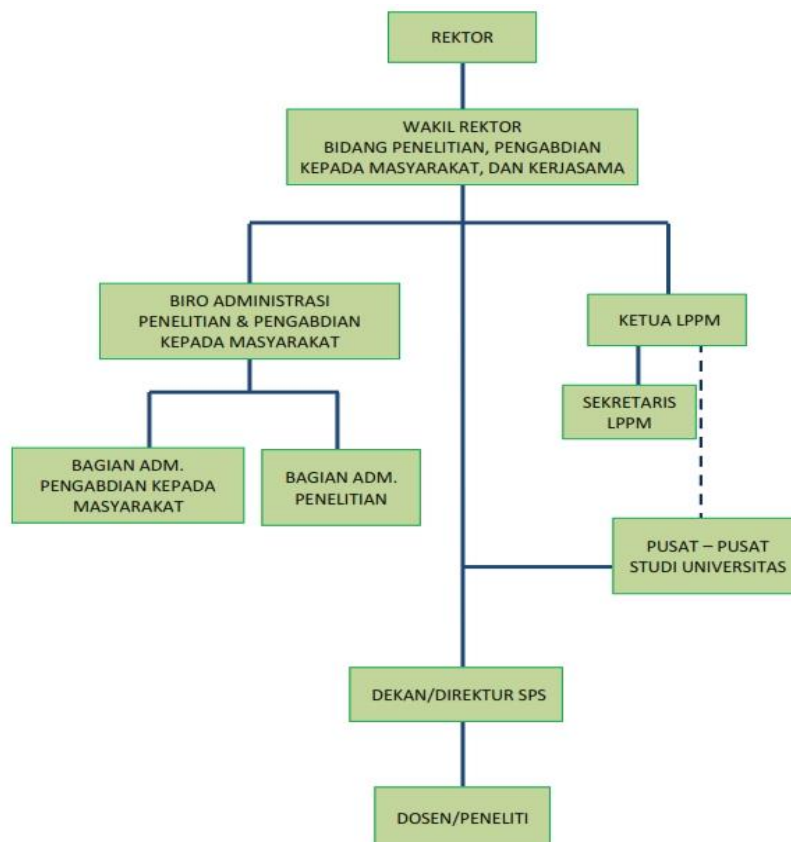 REKTOR
WAKIL REKTOR
BIDANG PENELITIAN, PENGABDIAN
KEPADA MASYARAKAT, DAN KERJASAMA
BIRO ADMINISTRASI
PENELITIAN & PENGABDIAN
KEPADA MASYARAKAT
KETUA LPPM
SEKRETARIS
LPPM
BAGIAN ADM.
PENGABDIAN KEPADA
MASYARAKAT
BAGIAN ADM.
PENELITIAN
PUSAT – PUSAT
STUDI UNIVERSITAS
DEKAN/DIREKTUR SPS
DOSEN/PENELITI